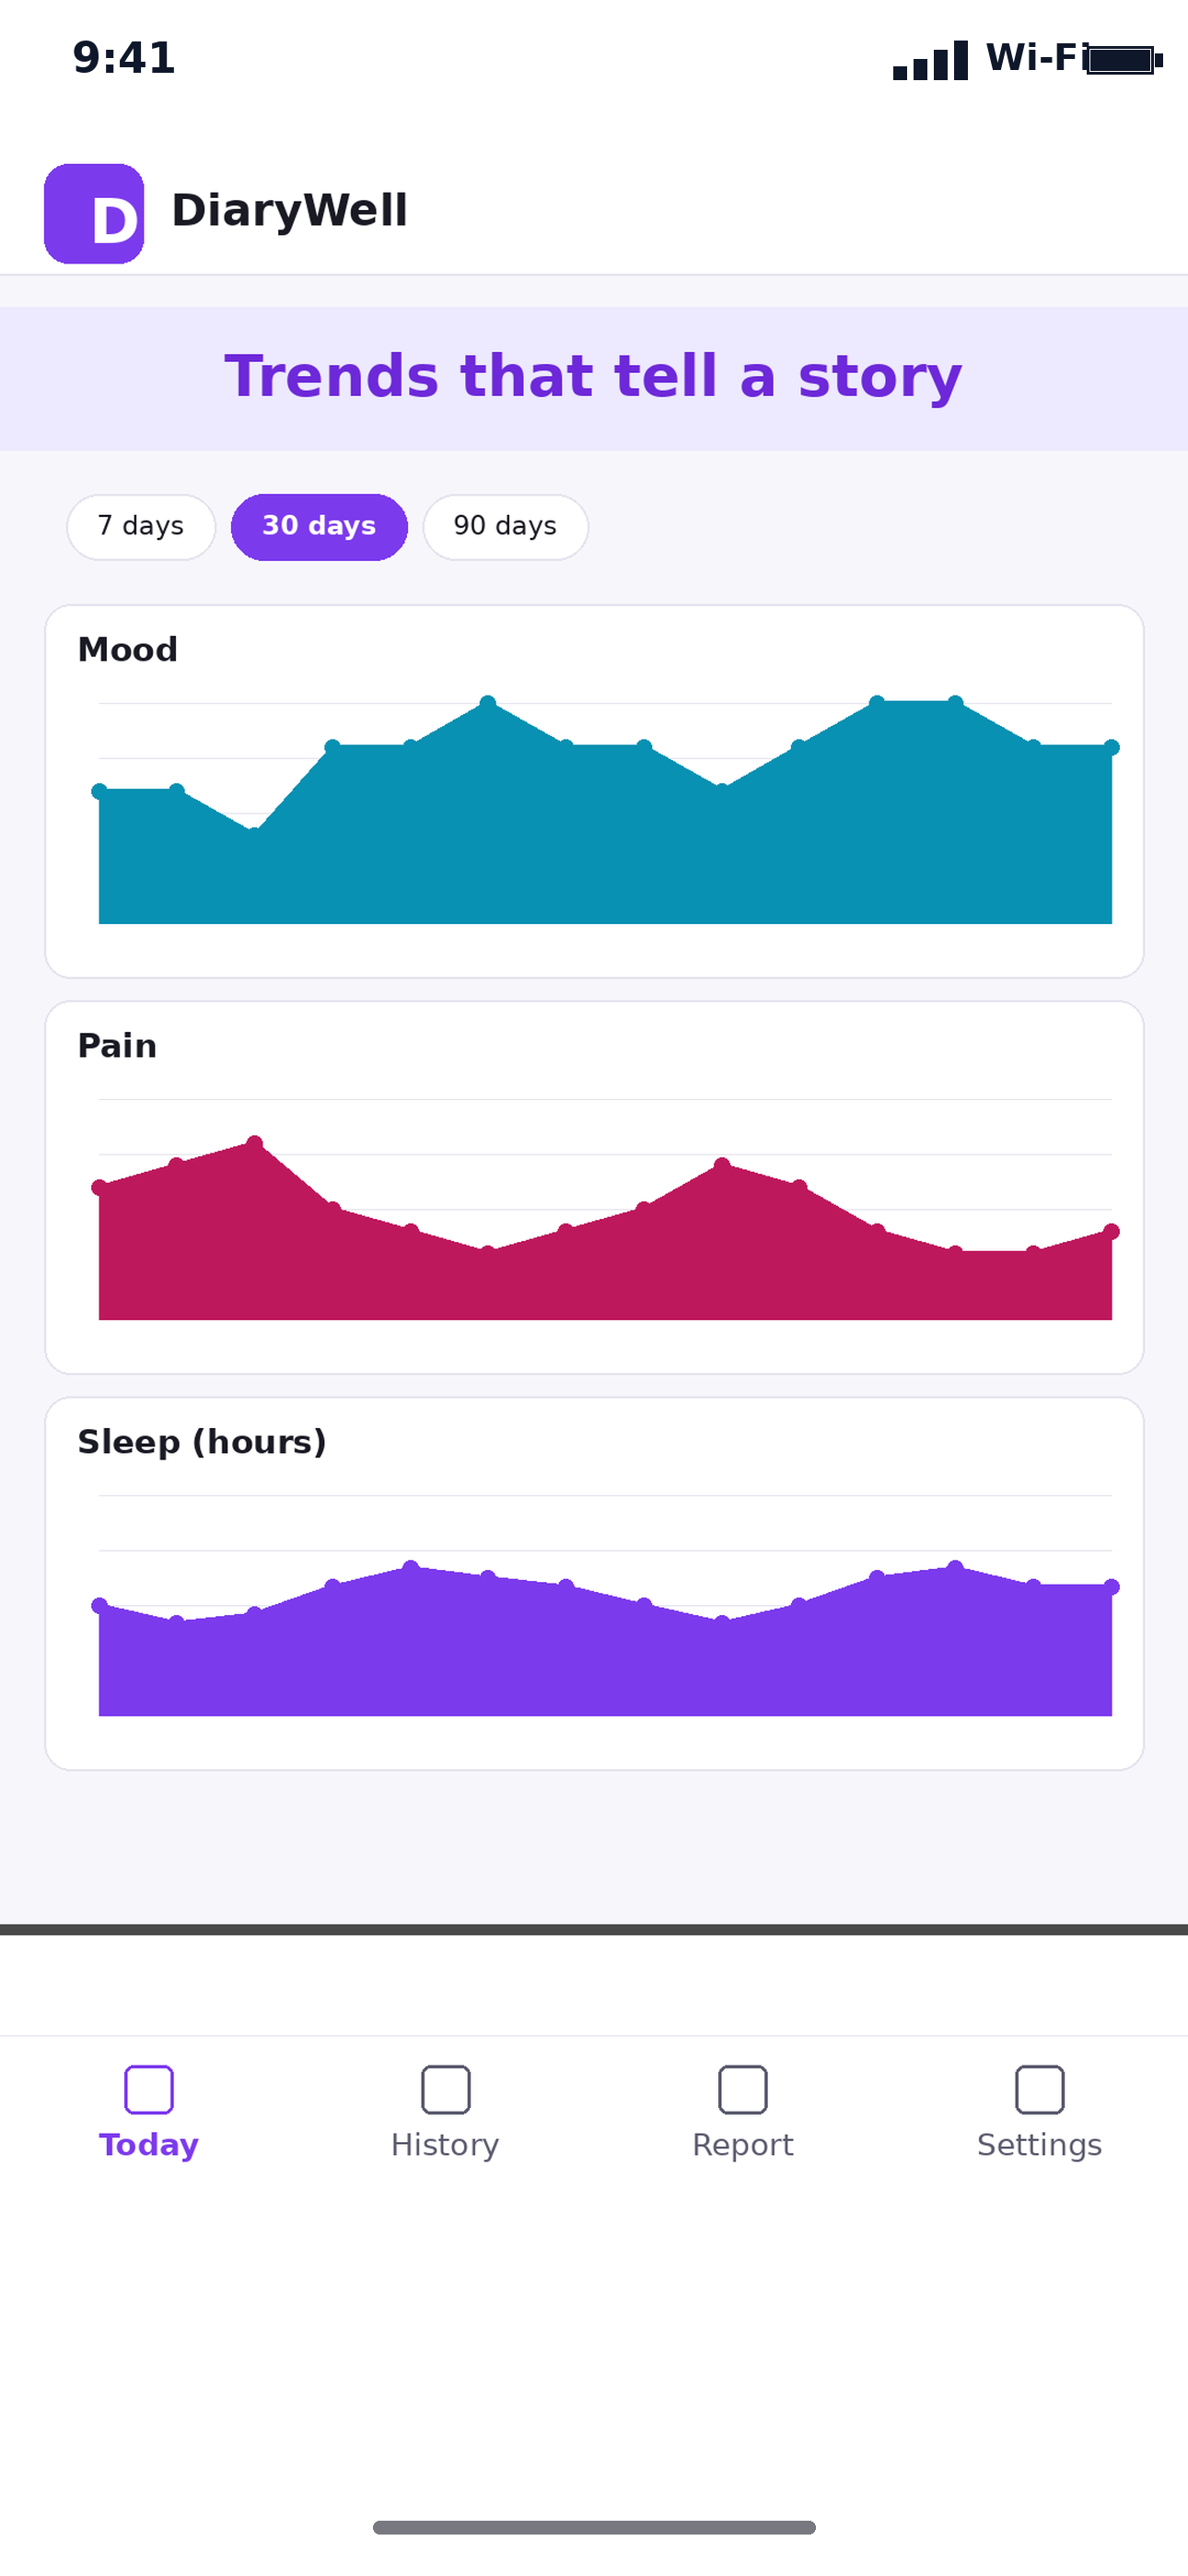 9:41 Wi-Fi
D DiaryWell
Trends that tell a story
7 days 30 days 90 days
Mood
Pain
Sleep (hours)
Today History Report Settings